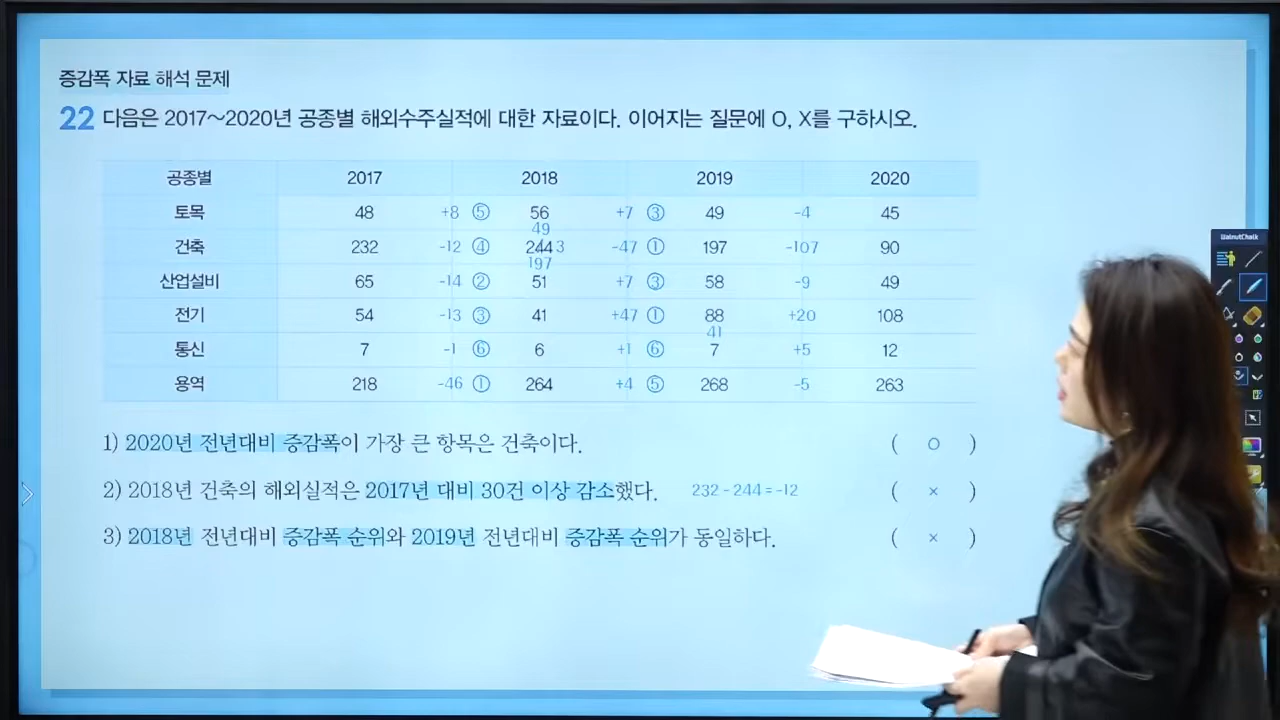 증감폭 자료 해석 문제
22 다음은 2017~2020년 공종별 해외수주실적에 대한 자료이다. 이어지는 질문에 O, X를 구하시오.
공종별 2017 2018 2019 2020
토목 48 +8 ⑤ 56 +7 ③ 49 -4 45
49
건축 232 -12 ④ 244 3 -47 ① 197 -107 90
197
산업설비 65 -14 ② 51 +7 ③ 58 -9 49
전기 54 -13 ③ 41 +47 ① 88 +20 108
41
통신 7 -1 ⑥ 6 +1 ⑥ 7 +5 12
용역 218 -46 ① 264 +4 ⑤ 268 -5 263
1) 2020년 전년대비 증감폭이 가장 큰 항목은 건축이다. ( O )
2) 2018년 건축의 해외실적은 2017년 대비 30건 이상 감소했다. 232-244=-12 ( × )
3) 2018년 전년대비 증감폭 순위와 2019년 전년대비 증감폭 순위가 동일하다. ( × )
WalnutChalk